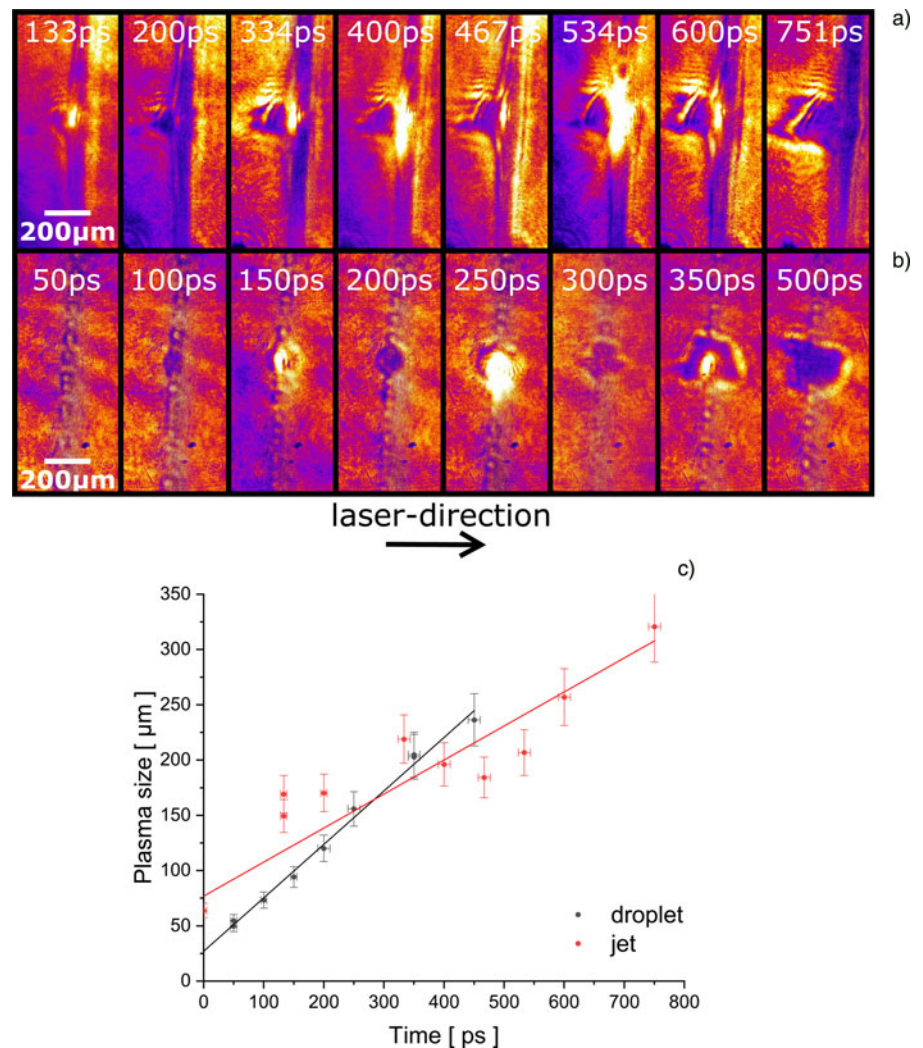 a)
133ps 200ps 334ps 400ps 467ps 534ps 600ps 751ps
200µm
b)
50ps 100ps 150ps 200ps 250ps 300ps 350ps 500ps
200µm
laser-direction
c)
350
300
250
200
150
100
50
0
Plasma size [ µm ]
droplet
jet
0 100 200 300 400 500 600 700 800
Time [ ps ]